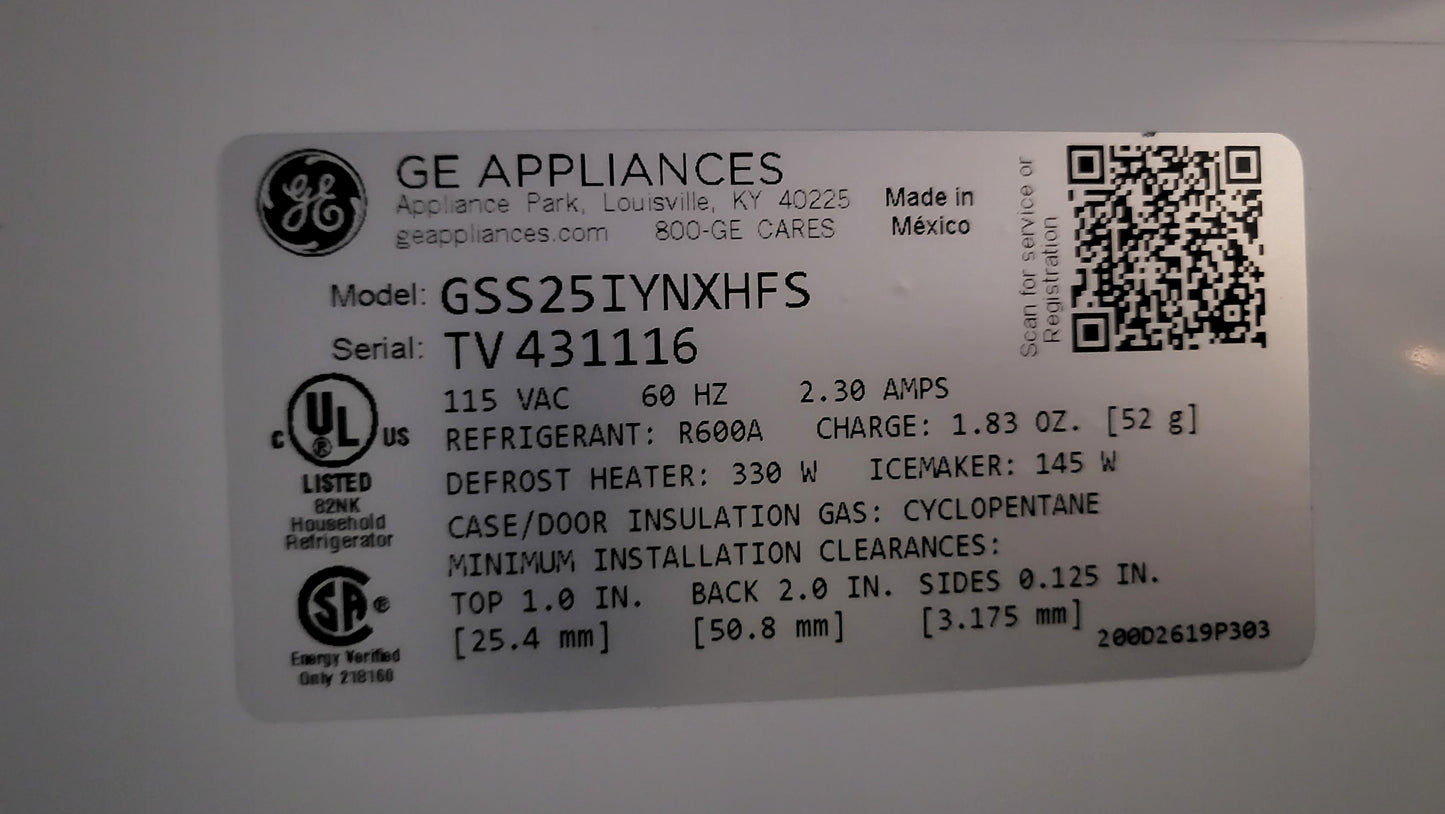 GE
GE APPLIANCES
Appliance Park, Louisville, KY 40225
geappliances.com 800-GE CARES
Made in
México
Scan for service or
Registration
Model: GSS25IYNXHFS
Serial: TV 431116
115 VAC 60 HZ 2.30 AMPS
REFRIGERANT: R600A CHARGE: 1.83 OZ. [52 g]
DEFROST HEATER: 330 W ICEMAKER: 145 W
CASE/DOOR INSULATION GAS: CYCLOPENTANE
MINIMUM INSTALLATION CLEARANCES:
TOP 1.0 IN. BACK 2.0 IN. SIDES 0.125 IN.
[25.4 mm] [50.8 mm] [3.175 mm]
200D2619P303
C UL® US
LISTED
82NK
Household
Refrigerator
SA®
Energy Verified
Only 218160